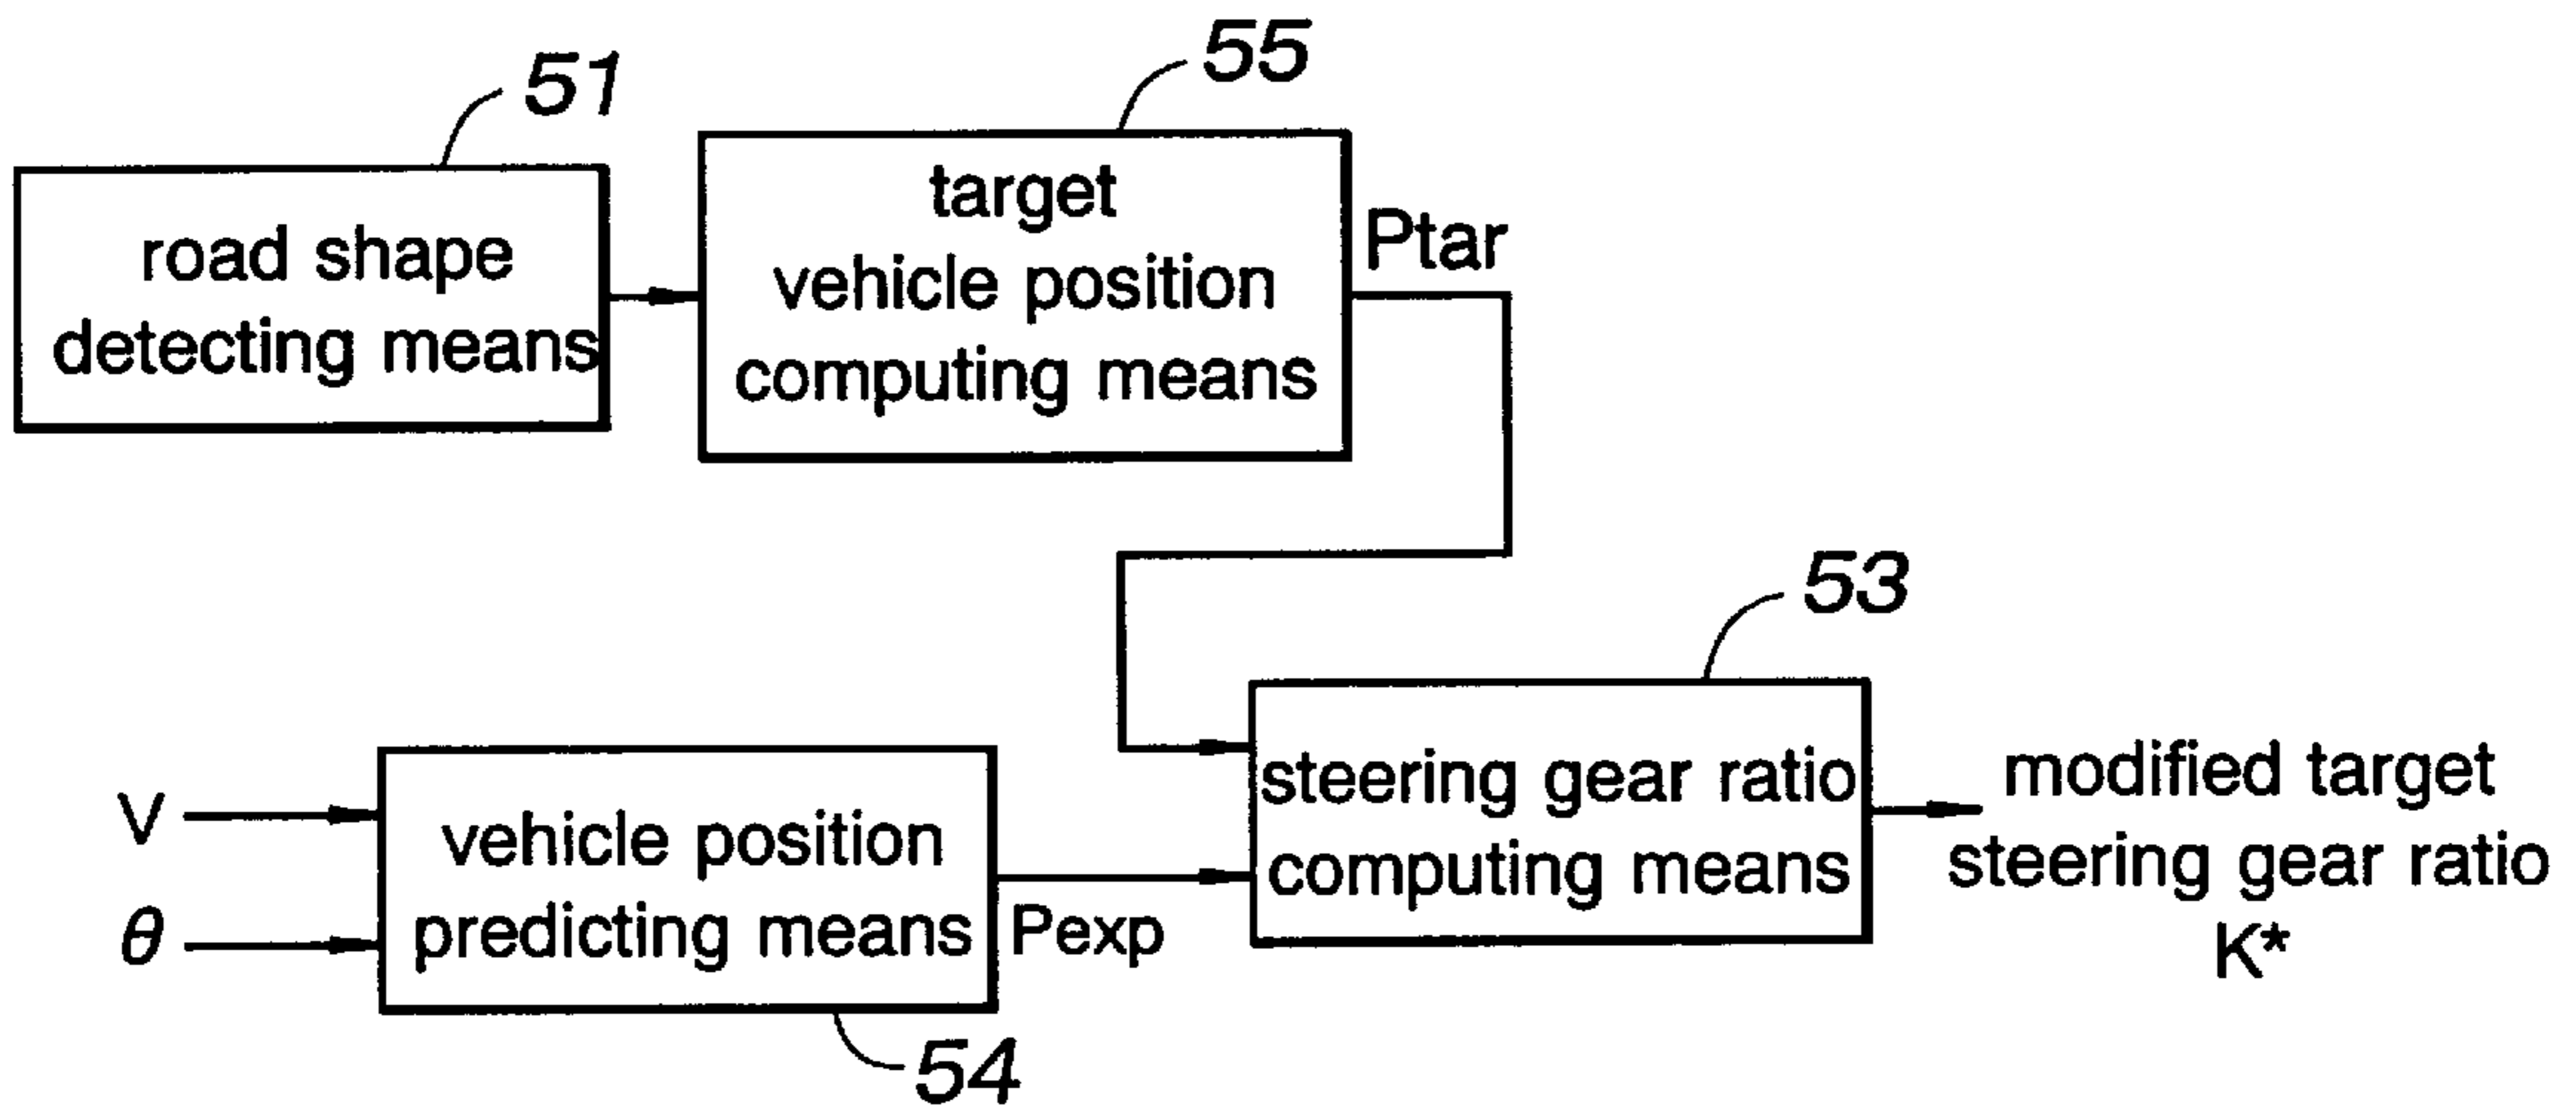 51
road shape
detecting means
55
target
vehicle position
computing means
Ptar
53
steering gear ratio
computing means
V
θ
vehicle position
predicting means
54
Pexp
modified target
steering gear ratio
K*